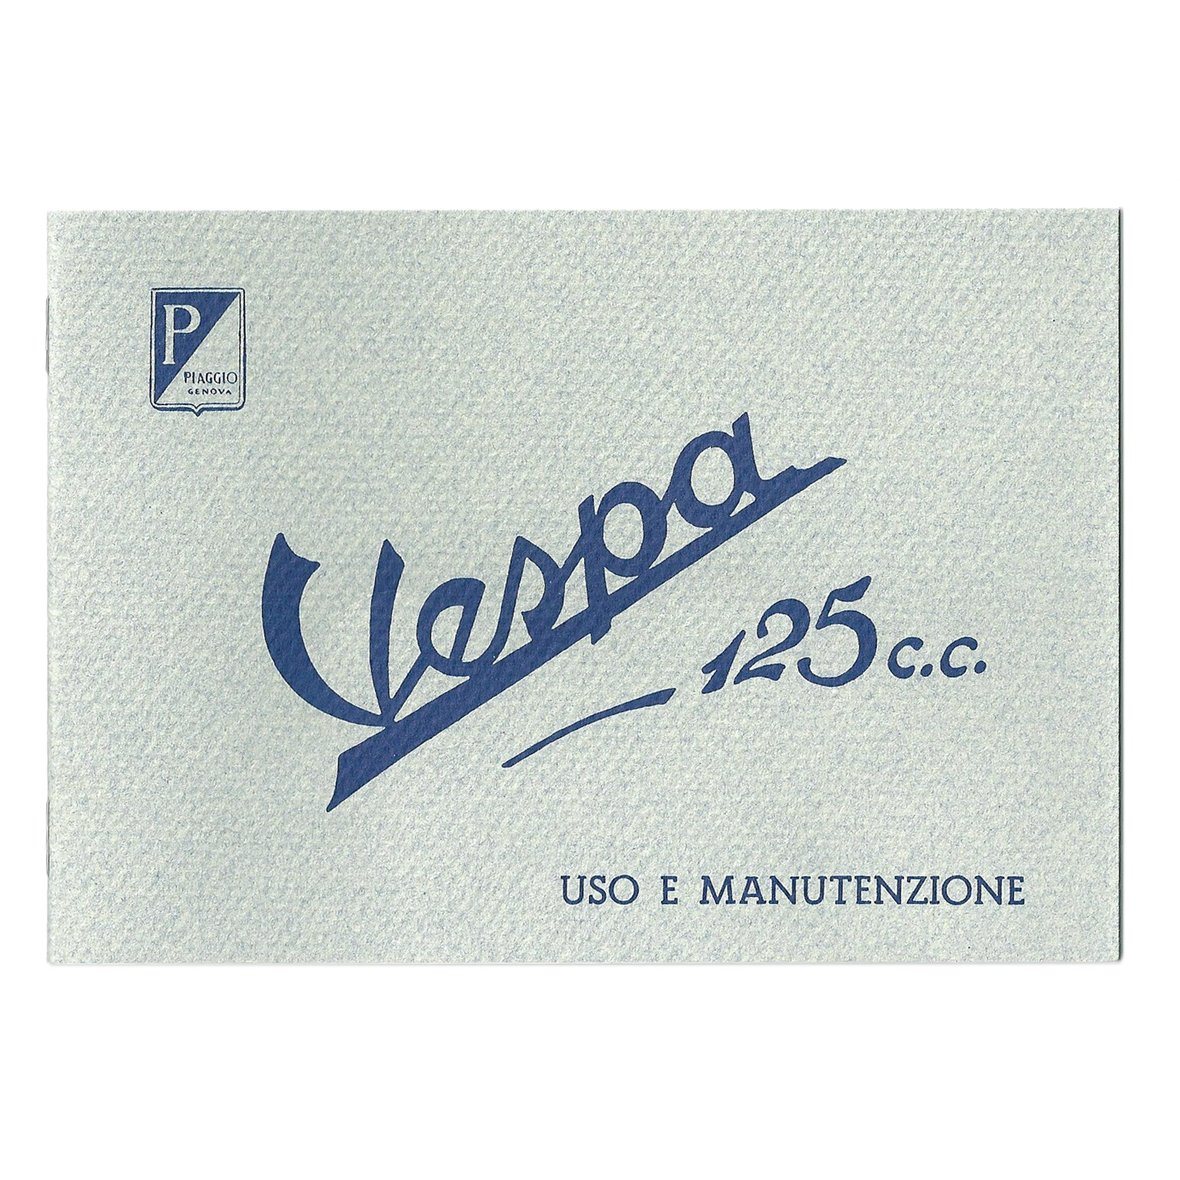 P
PIAGGIO
GENOVA
Vespa
125 c.c.
USO E MANUTENZIONE